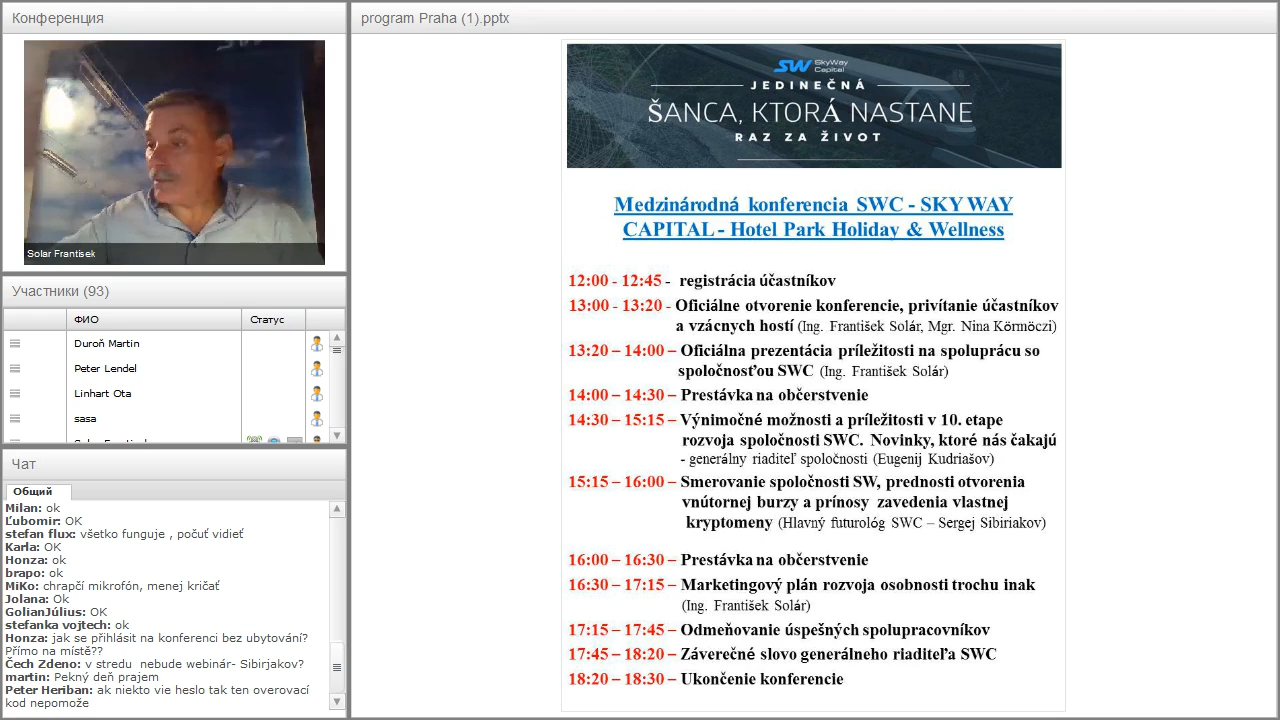 Конференция
Solar Frantisek
Участники (93)
ФИО
Статус
Duroň Martin
Peter Lendel
Linhart Ota
sasa
Чат
Общий
Milan: ok
Ľubomir: OK
stefan flux: všetko funguje , počuť vidieť
Karla: OK
Honza: ok
brapo: ok
MiKo: chrapčí mikrofón, menej kričať
Jolana: OK
GolianJúlius: OK
stefanka vojtech: ok
Honza: jak se přihlásit na konferenci bez ubytování?
Přímo na místě??
Čech Zdeno: v stredu nebude webinár- Sibirjakov?
martin: Pekný deň prajem
Peter Heriban: ak niekto vie heslo tak ten overovací
kod nepomože
program Praha (1).pptx
SW SkyWay
Capital
JEDINEČNÁ
ŠANCA, KTORÁ NASTANE
RAZ ZA ŽIVOT
Medzinárodná konferencia SWC - SKY WAY
CAPITAL - Hotel Park Holiday & Wellness
12:00 - 12:45 - registrácia účastníkov
13:00 - 13:20 - Oficiálne otvorenie konferencie, privítanie účastníkov
a vzácnych hostí (Ing. František Solár, Mgr. Nina Körmöczi)
13:20 – 14:00 – Oficiálna prezentácia príležitosti na spoluprácu so
spoločnosťou SWC (Ing. František Solár)
14:00 – 14:30 – Prestávka na občerstvenie
14:30 – 15:15 – Výnimočné možnosti a príležitosti v 10. etape
rozvoja spoločnosti SWC. Novinky, ktoré nás čakajú
- generálny riaditeľ spoločnosti (Eugenij Kudriašov)
15:15 – 16:00 – Smerovanie spoločnosti SW, prednosti otvorenia
vnútornej burzy a prínosy zavedenia vlastnej
kryptomeny (Hlavný futurológ SWC – Sergej Sibiriakov)
16:00 – 16:30 – Prestávka na občerstvenie
16:30 – 17:15 – Marketingový plán rozvoja osobnosti trochu inak
(Ing. František Solár)
17:15 – 17:45 – Odmeňovanie úspešných spolupracovníkov
17:45 – 18:20 – Záverečné slovo generálneho riaditeľa SWC
18:20 – 18:30 – Ukončenie konferencie